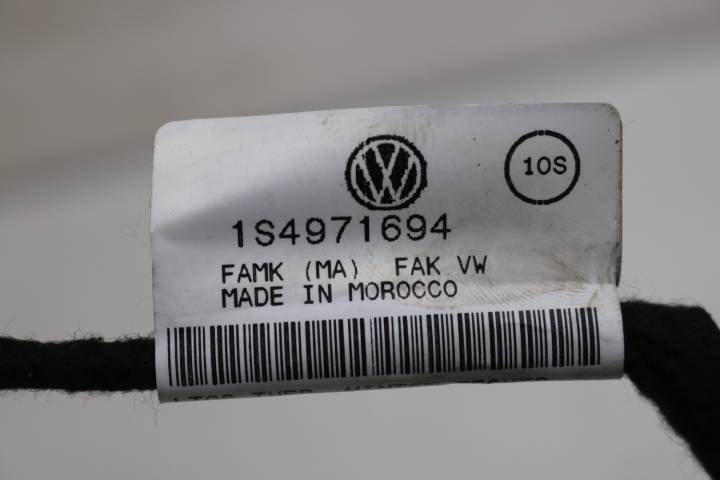 10S
1S4971694
FAMK (MA) FAK VW
MADE IN MOROCCO